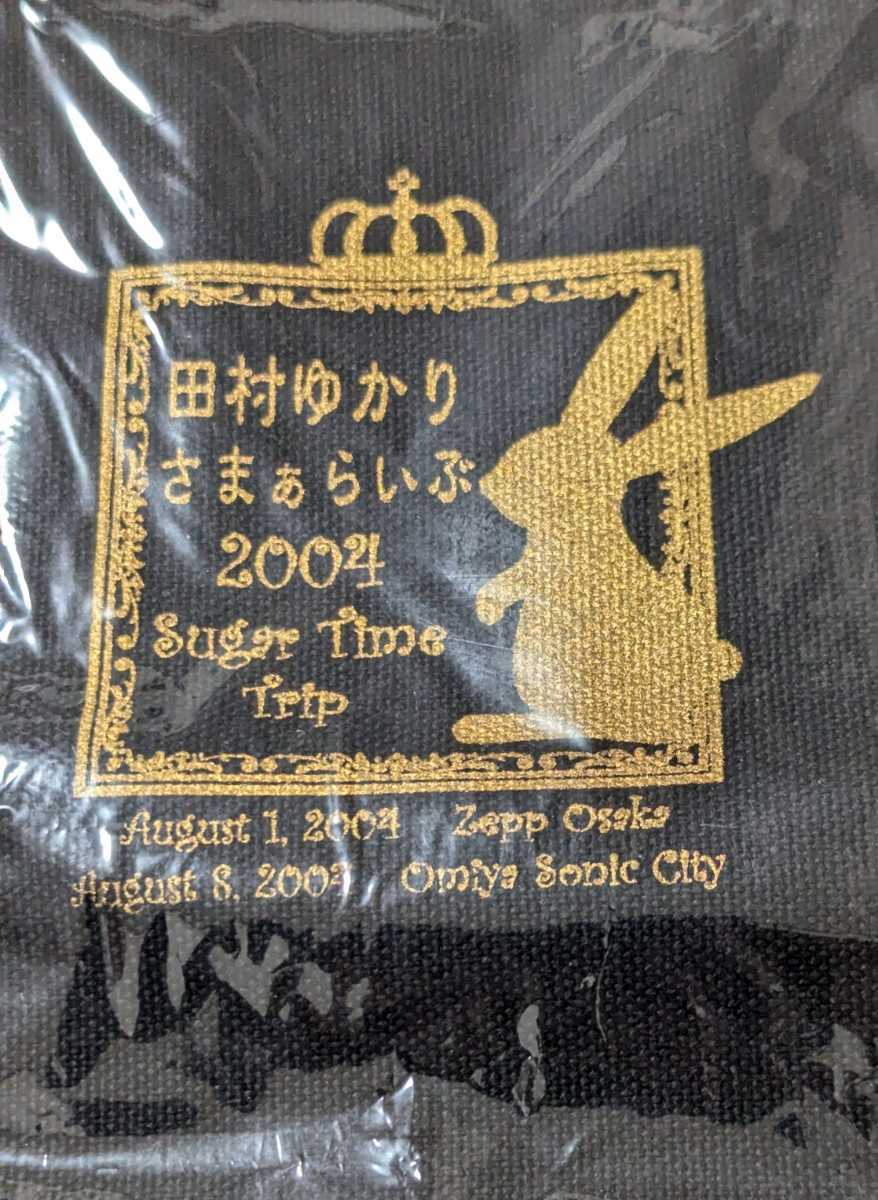 田村ゆかり
さまぁらいぶ
2004
Sugar Time
Trip
August 1, 2004 Zepp Osaka
August 8, 2004 Omiya Sonic City